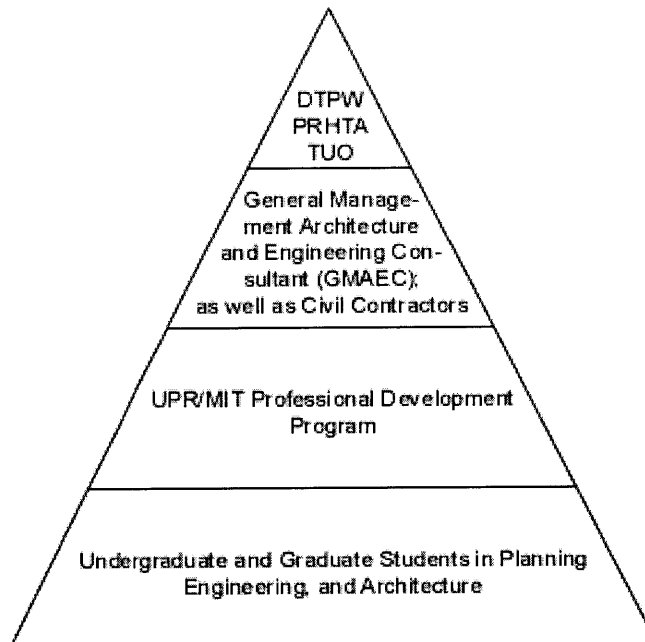 DTPW
PRHTA
TUO
General Manage-
ment Architecture
and Engineering Con-
sultant (GMAEC);
as well as Civil Contractors
UPR/MIT Professional Development
Program
Undergraduate and Graduate Students in Planning
Engineering, and Architecture